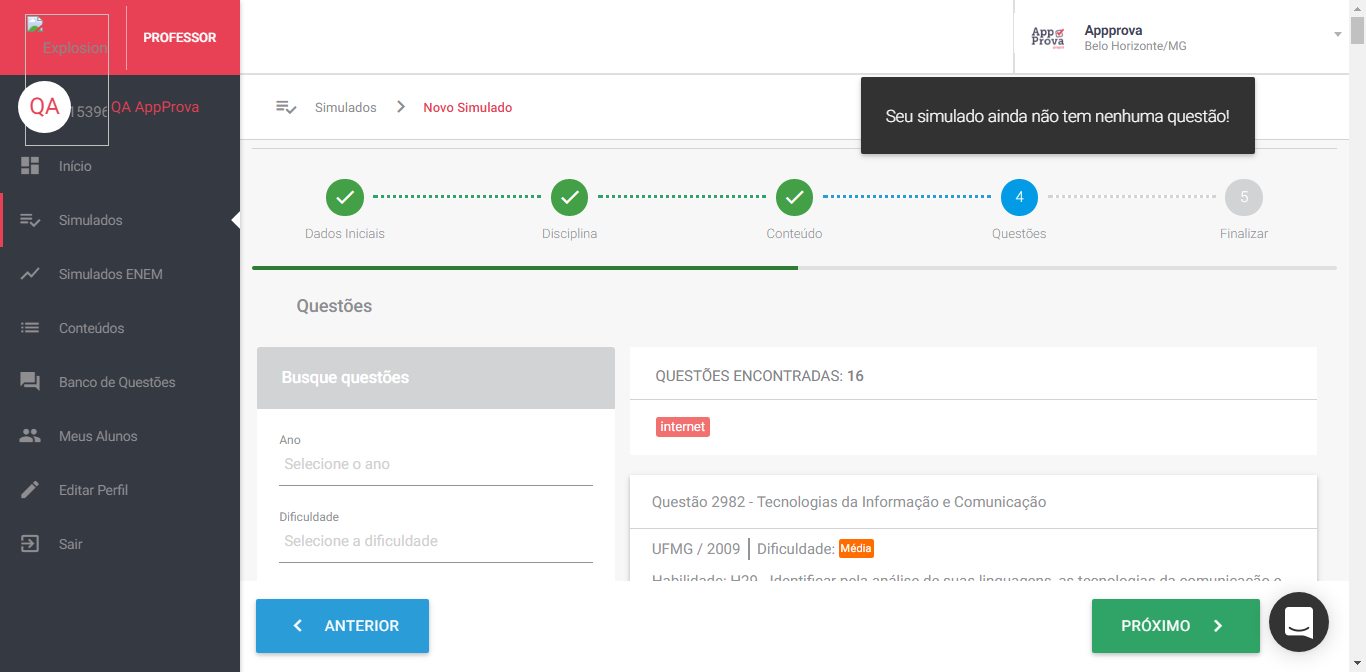 Explosion
15396
PROFESSOR
QA
QA AppProva
Início
Simulados
Simulados ENEM
Conteúdos
Banco de Questões
Meus Alunos
Editar Perfil
Sair
App
Prova
Appprova
Belo Horizonte/MG
Simulados
Novo Simulado
Seu simulado ainda não tem nenhuma questão!
4
5
Dados Iniciais
Disciplina
Conteúdo
Questões
Finalizar
Questões
Busque questões
Ano
Selecione o ano
Dificuldade
Selecione a dificuldade
QUESTÕES ENCONTRADAS: 16
internet
Questão 2982 - Tecnologias da Informação e Comunicação
UFMG / 2009
Dificuldade: Média
Habilidade: H29 - Identificar pela análise de suas linguagens, as tecnologias da comunicação e
ANTERIOR
PRÓXIMO